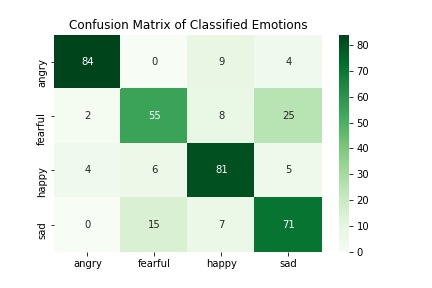 Confusion Matrix of Classified Emotions
angry 84 0 9 4
fearful 2 55 8 25
happy 4 6 81 5
sad 0 15 7 71
angry fearful happy sad
80
70
60
50
40
30
20
10
0